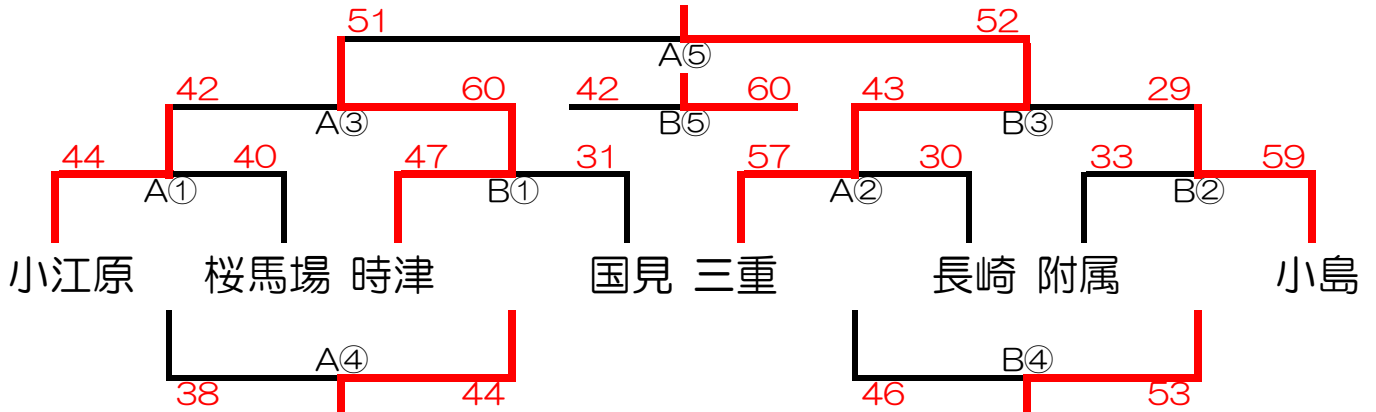 51 52
A⑤
42 60 42 60 43 29
A③ B⑤ B③
44 40 47 31 57 30 33 59
A① B① A② B②
小江原 桜馬場 時津 国見 三重 長崎 附属 小島
A④ B④
38 44 46 53